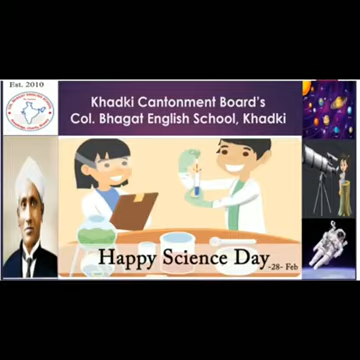 Est. 2010
Khadki Cantonment Board's
Col. Bhagat English School, Khadki
Happy Science Day
-28- Feb